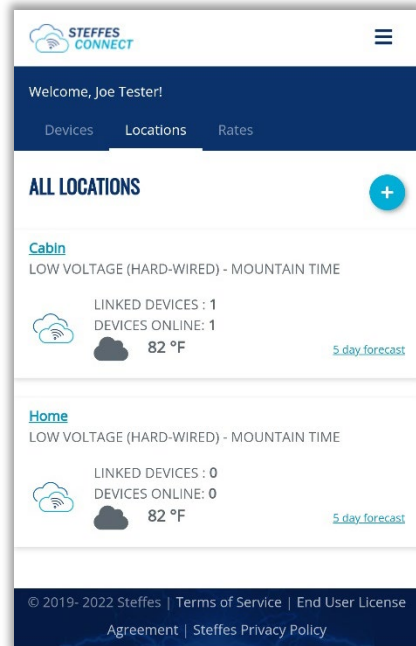 STEFFES
CONNECT
Welcome, Joe Tester!
Devices Locations Rates
ALL LOCATIONS
+
Cabin
LOW VOLTAGE (HARD-WIRED) - MOUNTAIN TIME
LINKED DEVICES : 1
DEVICES ONLINE: 1
82 °F
5 day forecast
Home
LOW VOLTAGE (HARD-WIRED) - MOUNTAIN TIME
LINKED DEVICES : 0
DEVICES ONLINE: 0
82 °F
5 day forecast
© 2019- 2022 Steffes | Terms of Service | End User License
Agreement | Steffes Privacy Policy